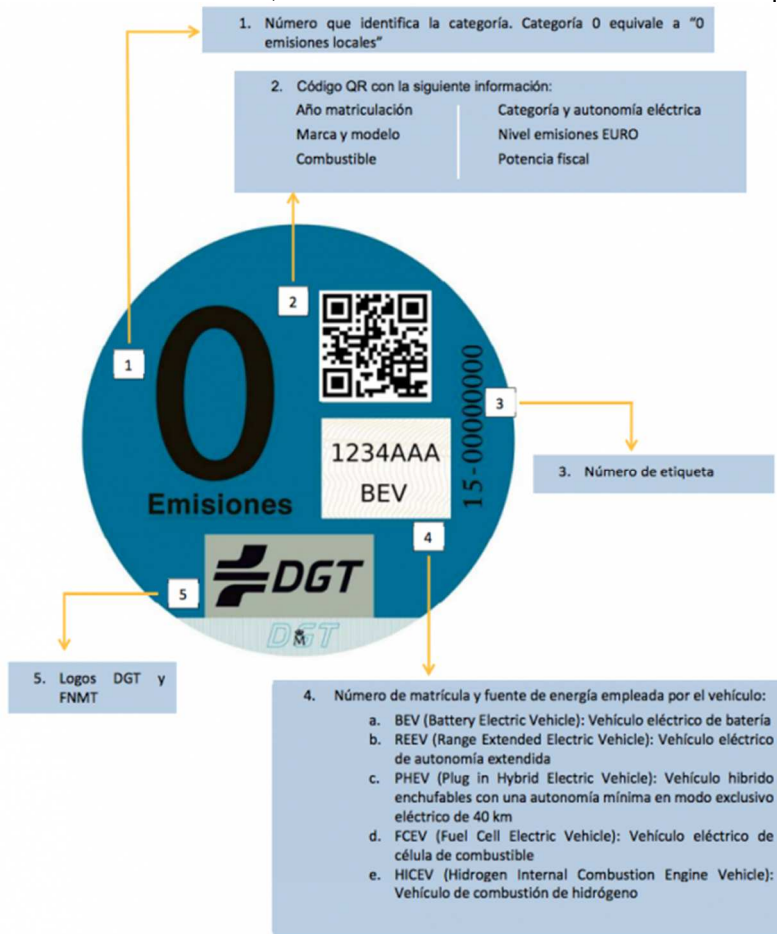 1. Número que identifica la categoría. Categoría 0 equivale a “0
emisiones locales”
2. Código QR con la siguiente información:
Año matriculación
Marca y modelo
Combustible
Categoría y autonomía eléctrica
Nivel emisiones EURO
Potencia fiscal
2
1
0
Emisiones
1234AAA
BEV
15-00000000
3
3. Número de etiqueta
4
5
DGT
DGT
M
5. Logos DGT y
FNMT
4. Número de matrícula y fuente de energía empleada por el vehículo:
a. BEV (Battery Electric Vehicle): Vehículo eléctrico de batería
b. REEV (Range Extended Electric Vehicle): Vehículo eléctrico
de autonomía extendida
c. PHEV (Plug in Hybrid Electric Vehicle): Vehículo hibrido
enchufables con una autonomía mínima en modo exclusivo
eléctrico de 40 km
d. FCEV (Fuel Cell Electric Vehicle): Vehículo eléctrico de
célula de combustible
e. HICEV (Hidrogen Internal Combustion Engine Vehicle):
Vehículo de combustión de hidrógeno